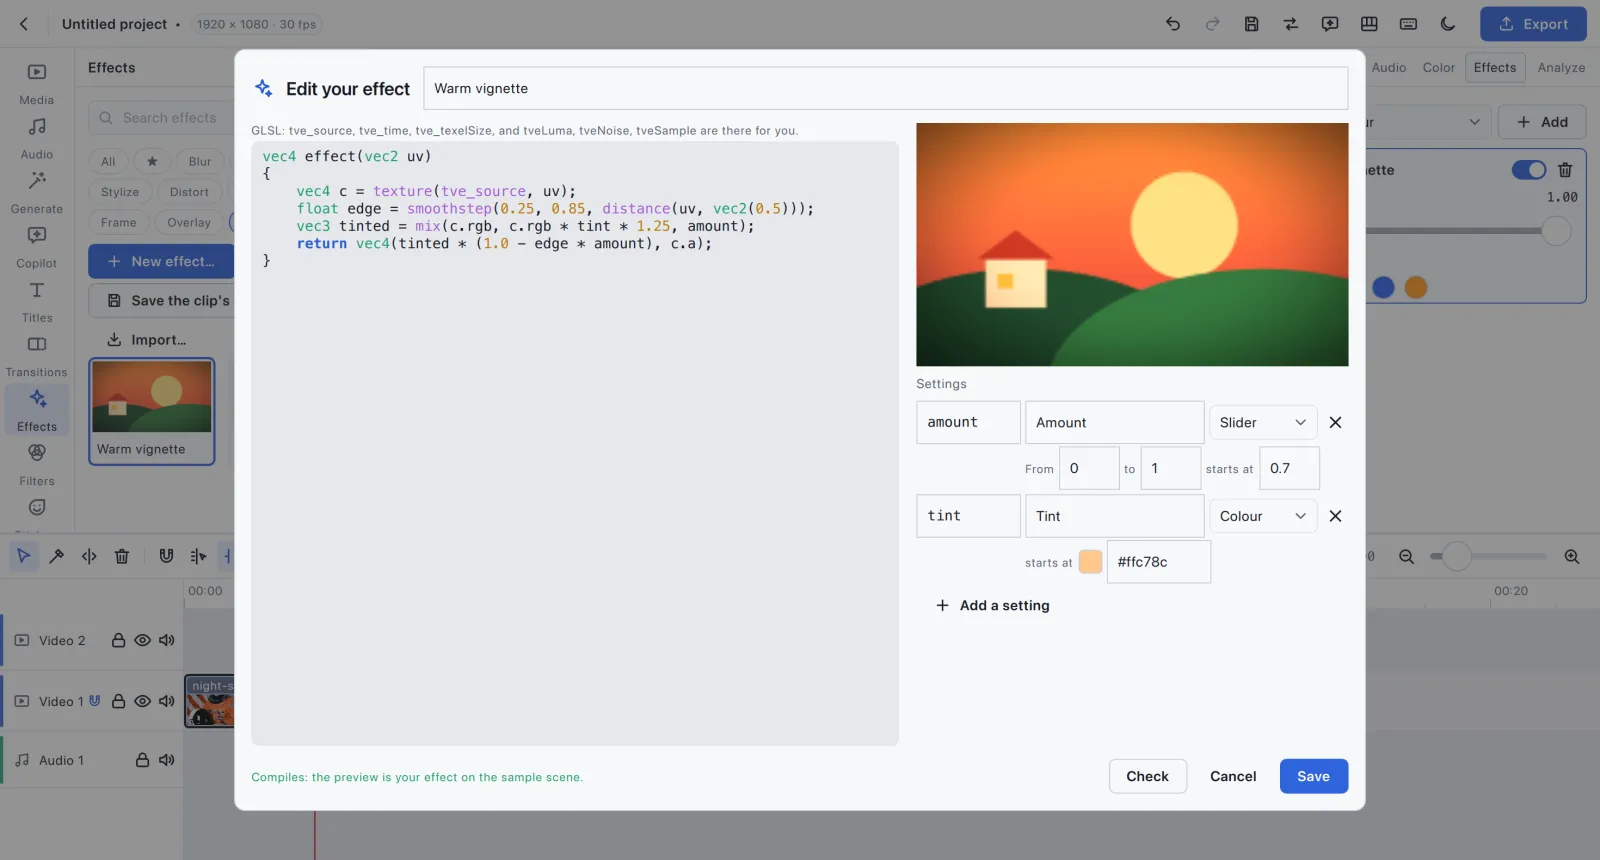 Untitled project •
1920 × 1080 · 30 fps
Export
Media
Audio
Generate
Copilot
Titles
Transitions
Effects
Filters
Effects
Search effects
All
Blur
Stylize
Distort
Frame
Overlay
New effect...
Save the clip's
Import...
Warm vignette
Edit your effect
Warm vignette
GLSL: tve_source, tve_time, tve_texelSize, and tveLuma, tveNoise, tveSample are there for you.
vec4 effect(vec2 uv)
{
    vec4 c = texture(tve_source, uv);
    float edge = smoothstep(0.25, 0.85, distance(uv, vec2(0.5)));
    vec3 tinted = mix(c.rgb, c.rgb * tint * 1.25, amount);
    return vec4(tinted * (1.0 - edge * amount), c.a);
}
Settings
amount
Amount
Slider
From 0 to 1 starts at 0.7
tint
Tint
Colour
starts at #ffc78c
Add a setting
Compiles: the preview is your effect on the sample scene.
Check
Cancel
Save
Audio
Color
Effects
Analyze
Add
1.00
00:00
00:20
Video 2
Video 1
night-s
Audio 1